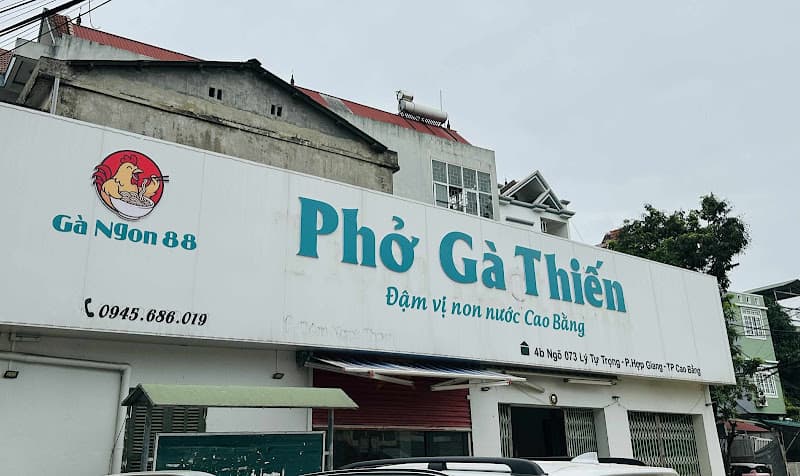 Gà Ngon 88
0945.686.019
Phở Gà Thiến
Đậm vị non nước Cao Bằng
4b Ngõ 073 Lý Tự Trọng - P.Hợp Giang - TP Cao Bằng